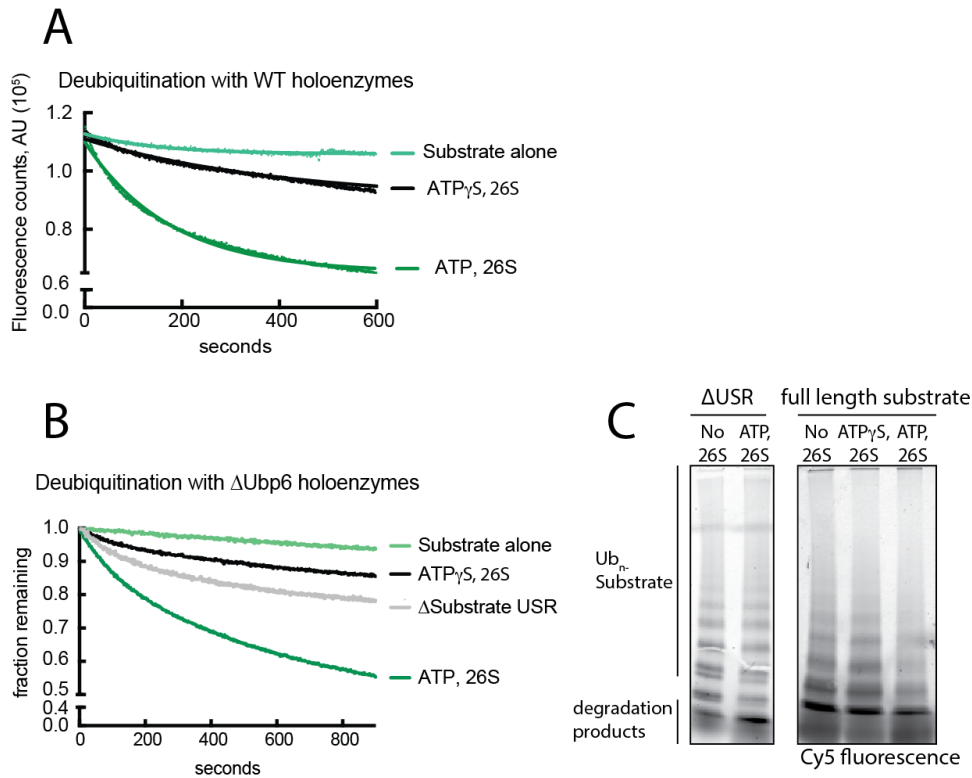 A
Deubiquitination with WT holoenzymes
Fluorescence counts, AU (10⁵)
1.2
1.0
0.8
0.6
0.0
Substrate alone
ATPγS, 26S
ATP, 26S
0
200
400
600
seconds
B
Deubiquitination with ΔUbp6 holoenzymes
fraction remaining
1.0
0.9
0.8
0.7
0.6
0.5
0.4
0.0
Substrate alone
ATPγS, 26S
ΔSubstrate USR
ATP, 26S
0
200
400
600
800
seconds
C
ΔUSR
full length substrate
No ATP,
26S 26S
No ATPγS, ATP,
26S 26S 26S
Ubn-
Substrate
degradation
products
Cy5 fluorescence